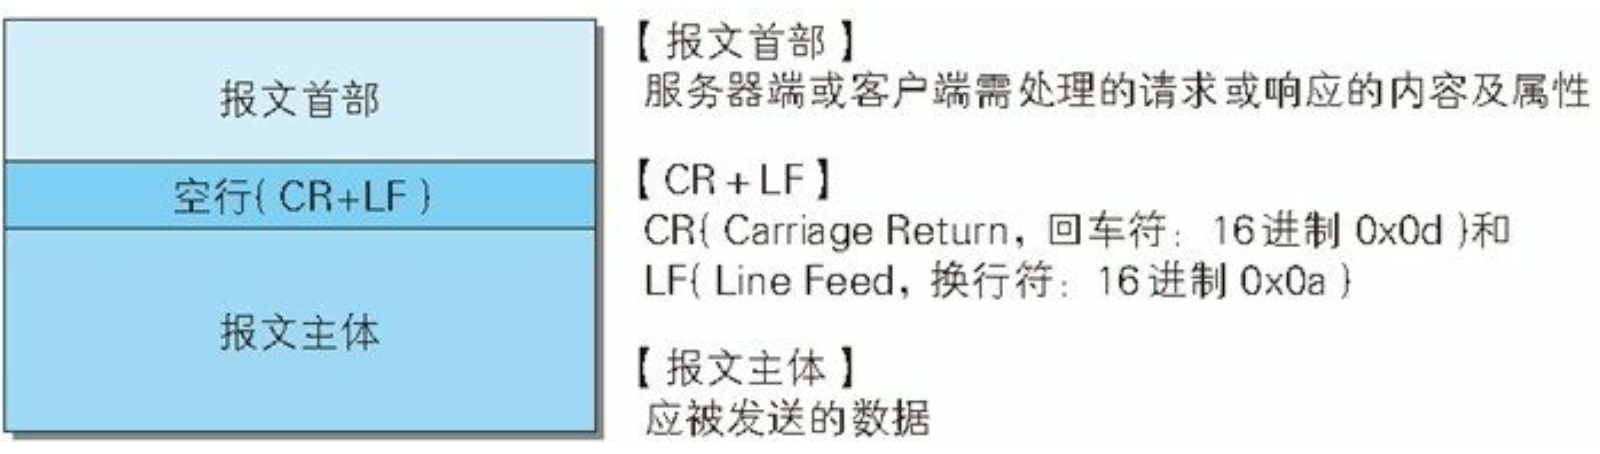 报文首部
空行( CR+LF )
报文主体
【 报文首部 】
服务器端或客户端需处理的请求或响应的内容及属性
【 CR + LF 】
CR( Carriage Return，回车符：16进制 0x0d )和
LF( Line Feed，换行符：16进制 0x0a )
【 报文主体 】
应被发送的数据